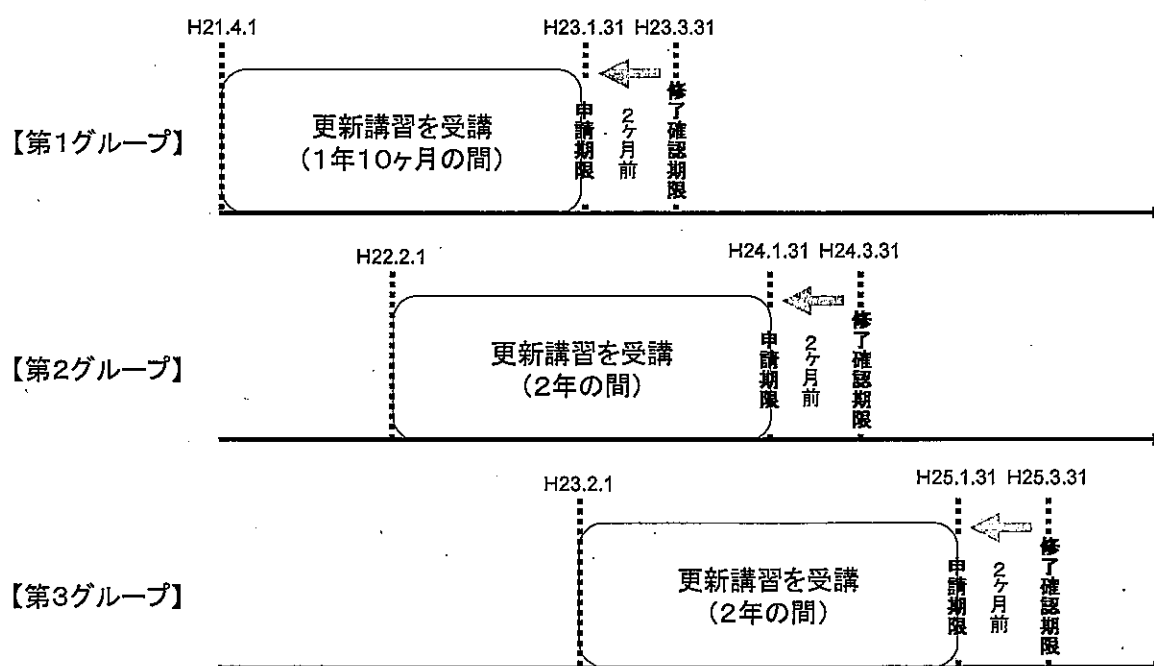 H21.4.1
H23.1.31
H23.3.31
【第1グループ】
更新講習を受講
(1年10ヶ月の間)
申請期限
2ヶ月前
修了確認期限
H22.2.1
H24.1.31
H24.3.31
【第2グループ】
更新講習を受講
(2年の間)
申請期限
2ヶ月前
修了確認期限
H23.2.1
H25.1.31
H25.3.31
【第3グループ】
更新講習を受講
(2年の間)
申請期限
2ヶ月前
修了確認期限